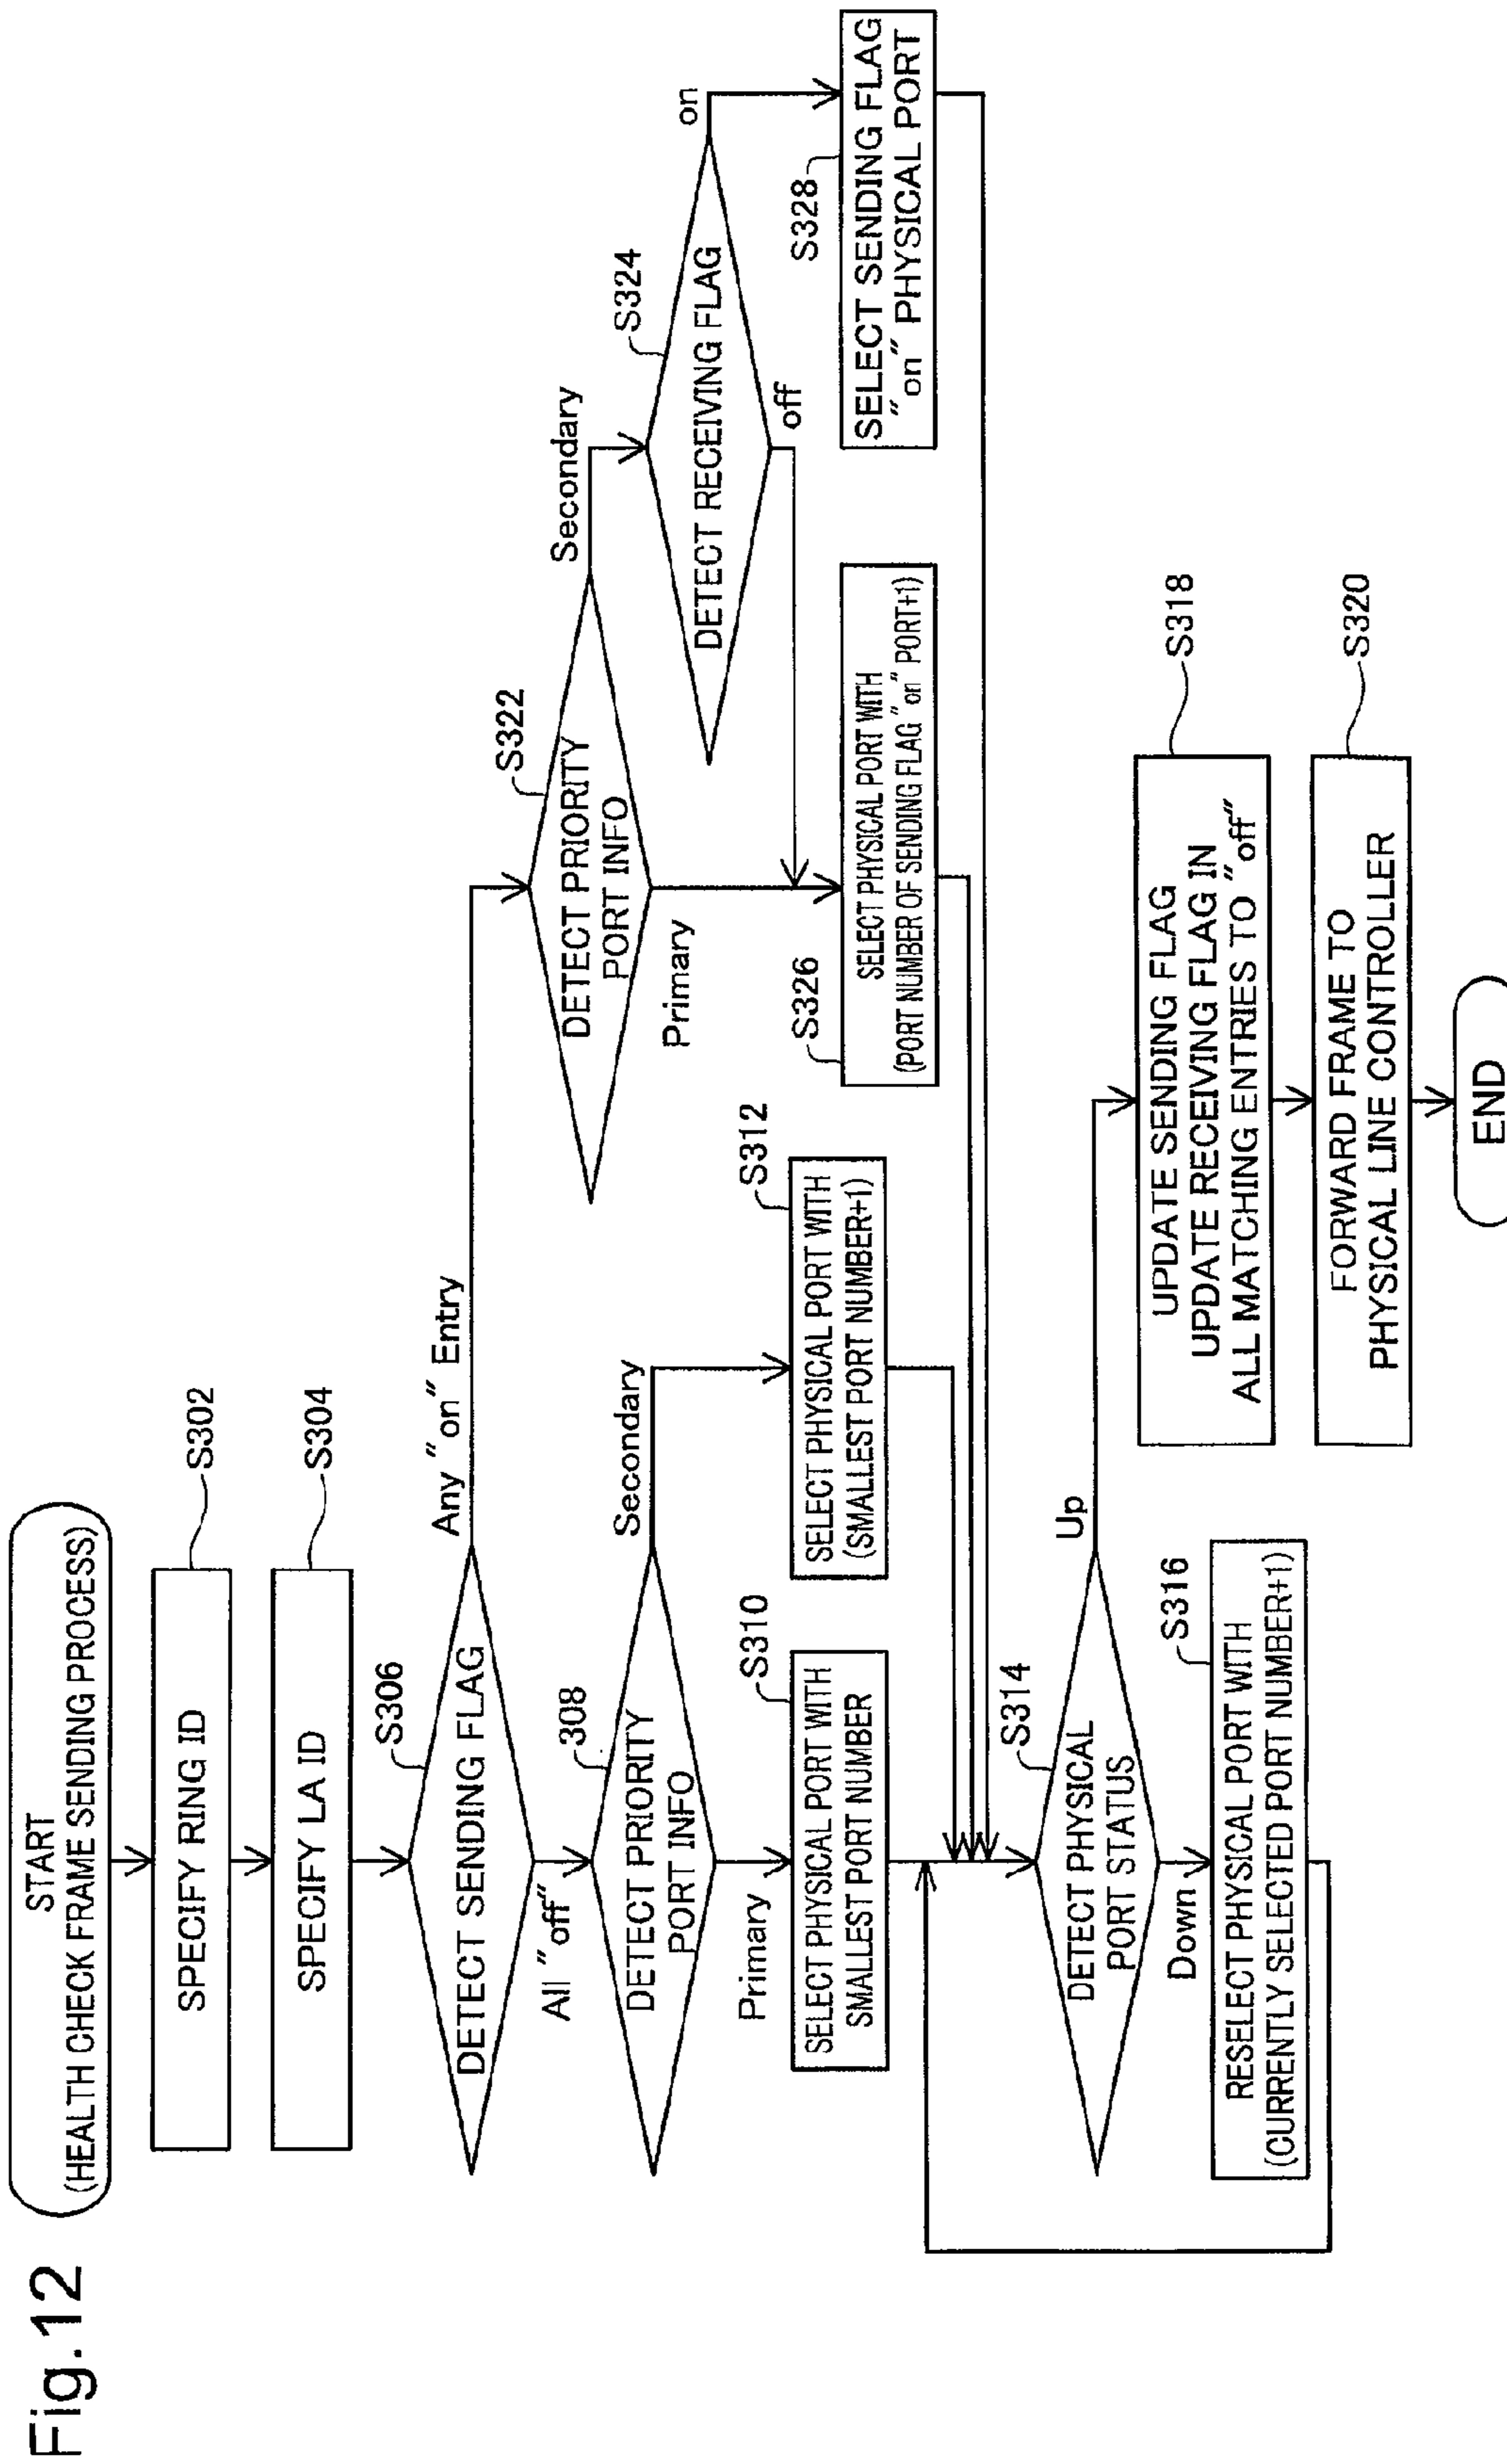 Fig.12
START
(HEALTH CHECK FRAME SENDING PROCESS)
SPECIFY RING ID
S302
SPECIFY LA ID
S304
DETECT SENDING FLAG
S306
Any "on" Entry
All "off"
DETECT PRIORITY
PORT INFO
308
Primary
Secondary
SELECT PHYSICAL PORT WITH
SMALLEST PORT NUMBER
S310
SELECT PHYSICAL PORT WITH
(SMALLEST PORT NUMBER+1)
S312
DETECT PRIORITY
PORT INFO
S322
Primary
Secondary
DETECT RECEIVING FLAG
S324
off
on
SELECT PHYSICAL PORT WITH
(PORT NUMBER OF SENDING FLAG "on" PORT+1)
S326
SELECT SENDING FLAG
"on" PHYSICAL PORT
S328
DETECT PHYSICAL
PORT STATUS
S314
Up
Down
RESELECT PHYSICAL PORT WITH
(CURRENTLY SELECTED PORT NUMBER+1)
S316
UPDATE SENDING FLAG
UPDATE RECEIVING FLAG IN
ALL MATCHING ENTRIES TO "off"
S318
FORWARD FRAME TO
PHYSICAL LINE CONTROLLER
S320
END